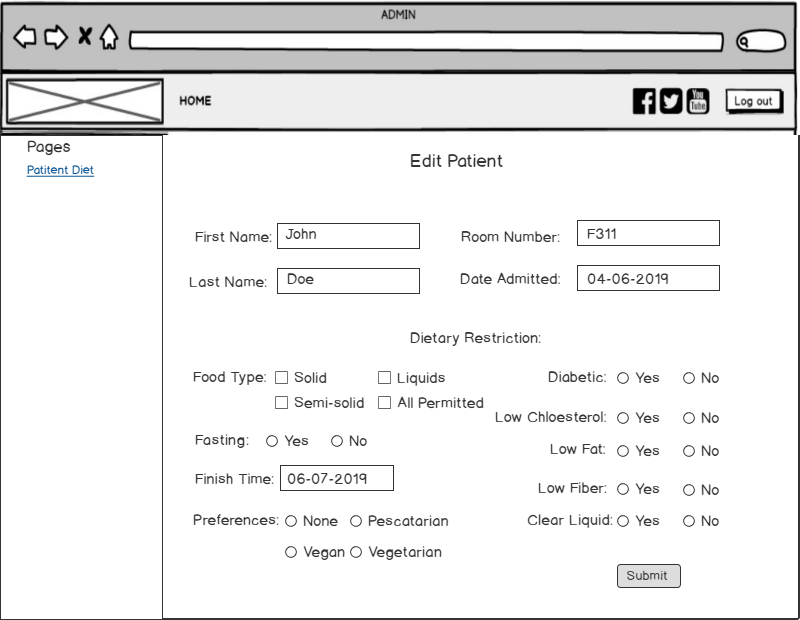 ADMIN
HOME
You Tube
Log out
Pages
Patitent Diet
Edit Patient
First Name: John
Room Number: F311
Last Name: Doe
Date Admitted: 04-06-2019
Dietary Restriction:
Food Type: Solid Liquids
Diabetic: Yes No
Semi-solid All Permitted
Low Chloesterol: Yes No
Fasting: Yes No
Low Fat: Yes No
Finish Time: 06-07-2019
Low Fiber: Yes No
Preferences: None Pescatarian
Clear Liquid: Yes No
Vegan Vegetarian
Submit